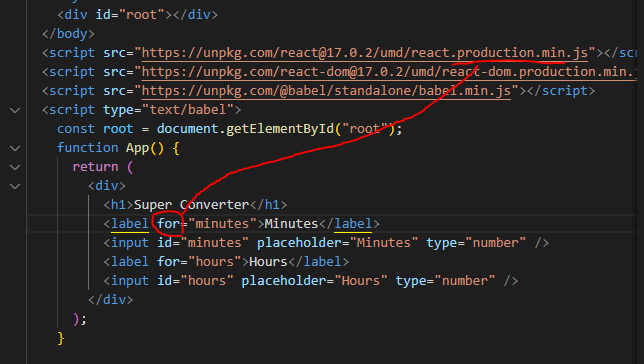 <div id="root"></div>
</body>
<script src="https://unpkg.com/react@17.0.2/umd/react.production.min.js"></sc
<script src="https://unpkg.com/react-dom@17.0.2/umd/react-dom.production.min.j
<script src="https://unpkg.com/@babel/standalone/babel.min.js"></script>
<script type="text/babel">
const root = document.getElementById("root");
function App() {
return (
<div>
<h1>Super Converter</h1>
<label for="minutes">Minutes</label>
<input id="minutes" placeholder="Minutes" type="number" />
<label for="hours">Hours</label>
<input id="hours" placeholder="Hours" type="number" />
</div>
);
}